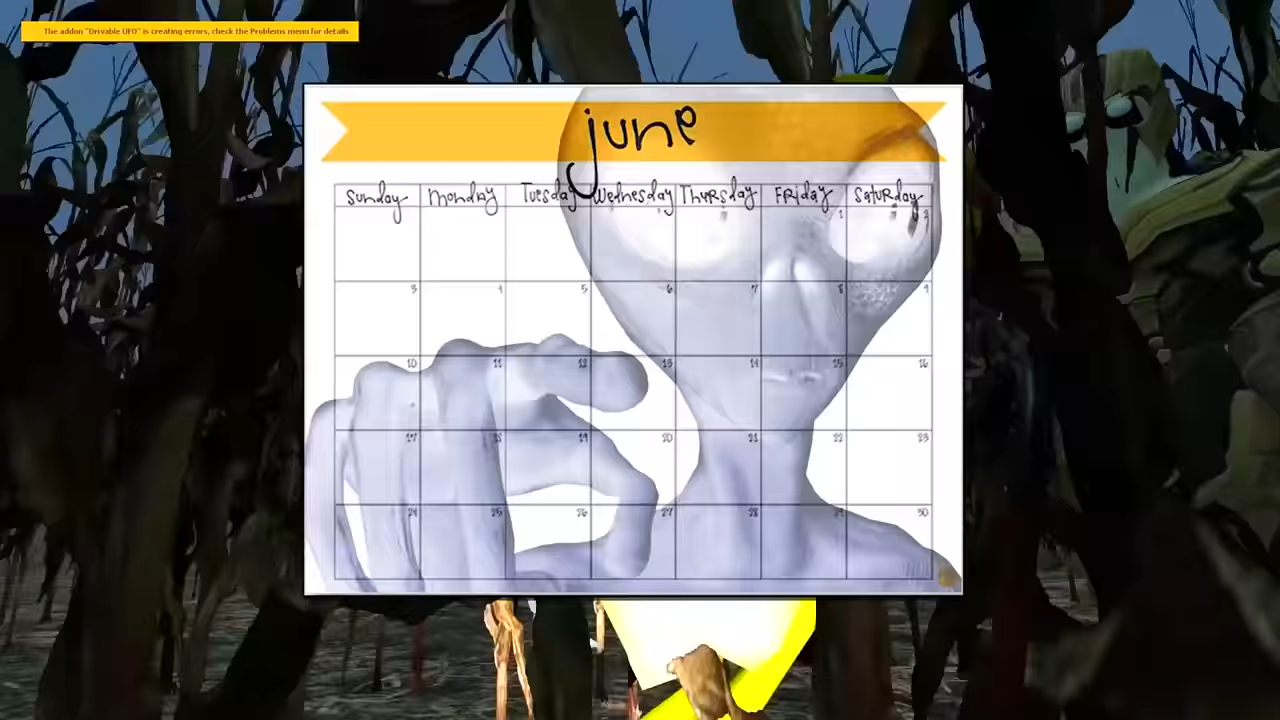 The addon "Drivable UFO" is creating errors, check the Problems menu for details
june
Sunday Monday Tuesday Wednesday Thursday Friday Saturday
1 2
3 4 5 6 7 8 9
10 11 12 13 14 15 16
17 18 19 20 21 22 23
24 25 26 27 28 29 30